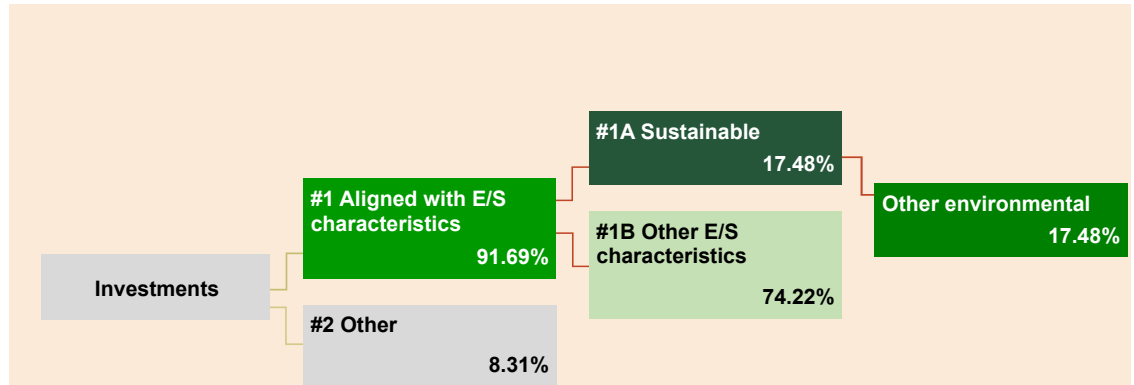 Investments
#1 Aligned with E/S
characteristics
91.69%
#2 Other
8.31%
#1A Sustainable
17.48%
#1B Other E/S
characteristics
74.22%
Other environmental
17.48%